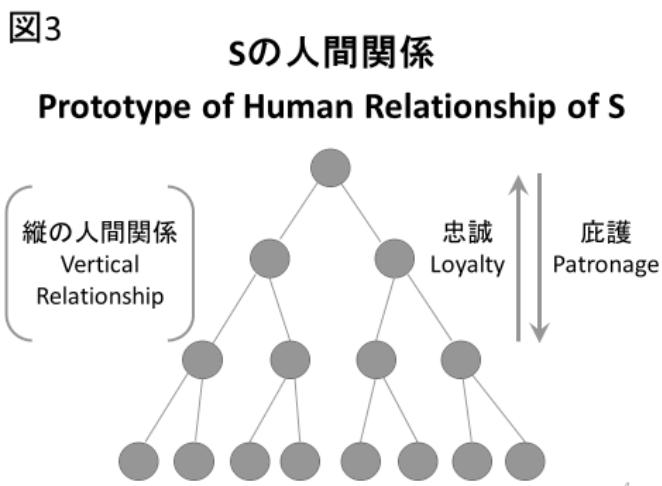 図3
Sの人間関係
Prototype of Human Relationship of S
縦の人間関係
Vertical
Relationship
忠誠
Loyalty
庇護
Patronage